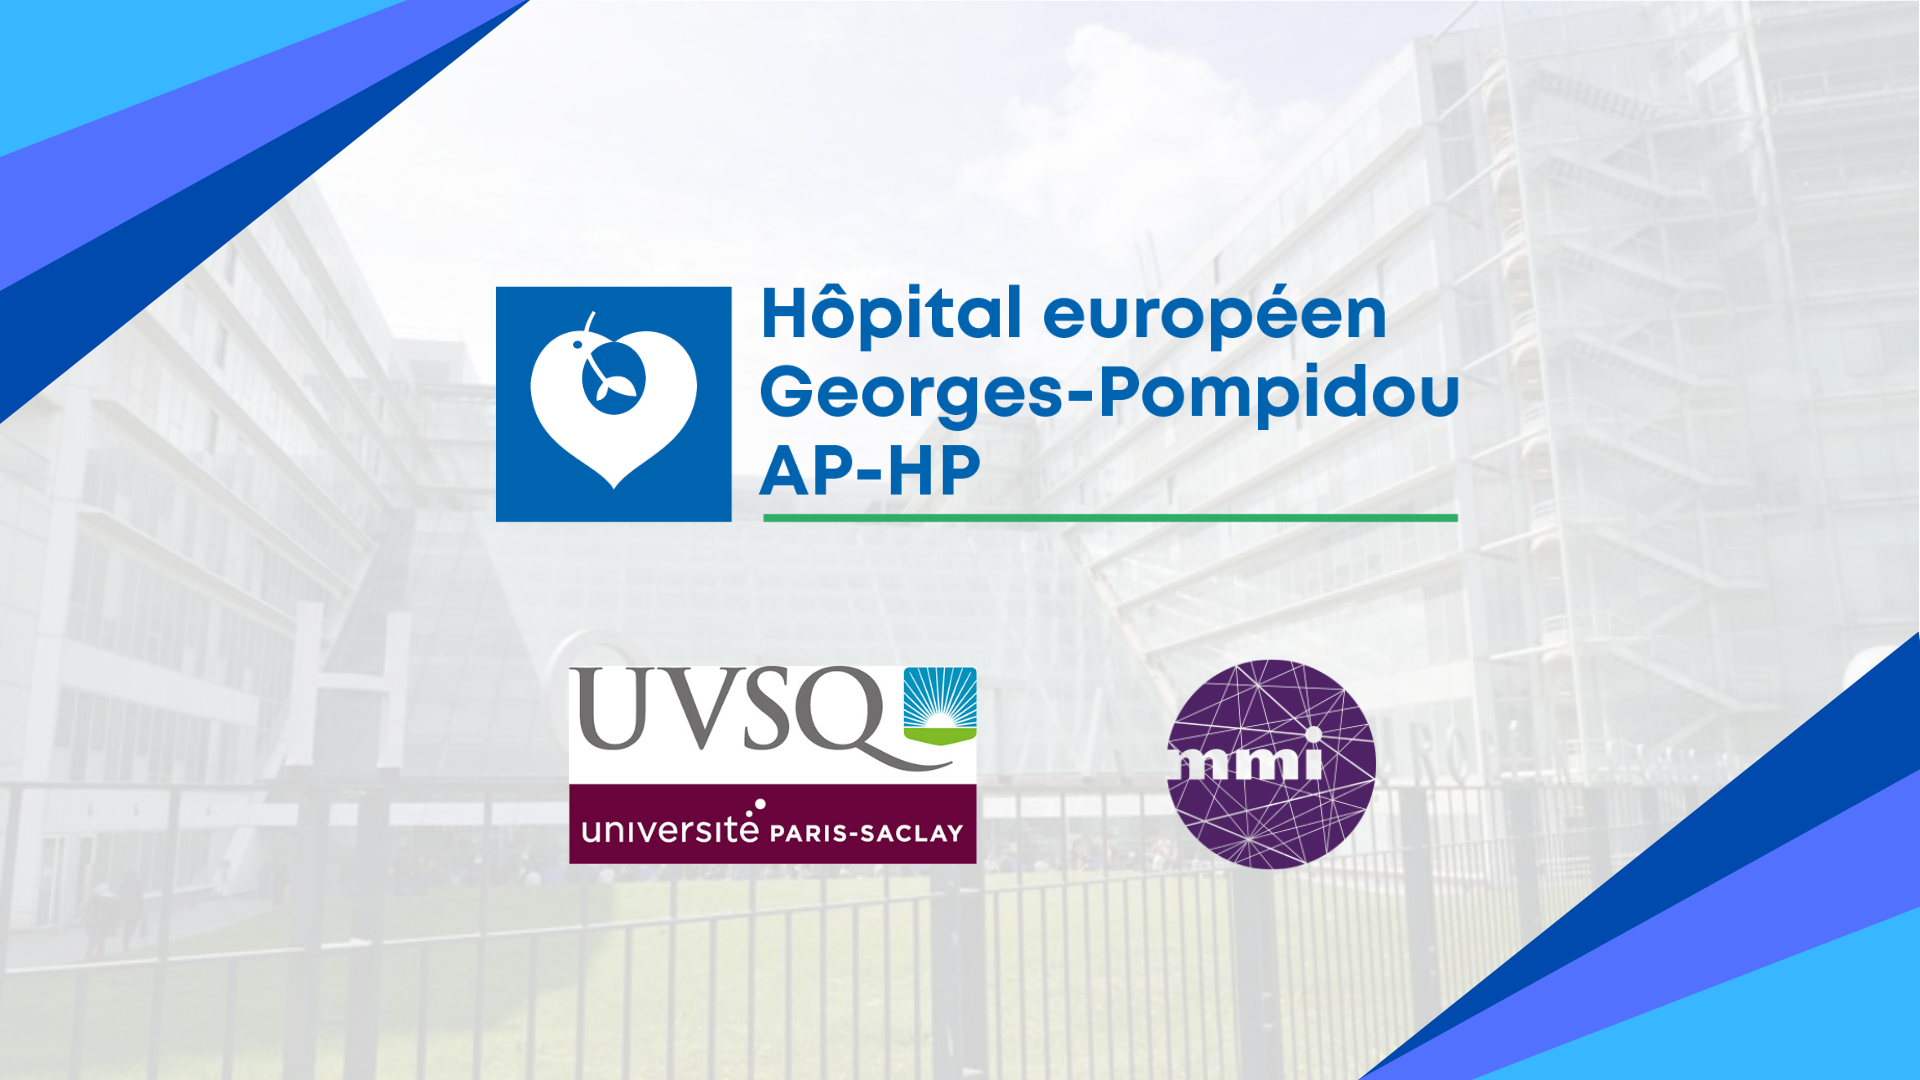 Hôpital européen
Georges-Pompidou
AP-HP
UVSQ
université PARIS-SACLAY
mmi